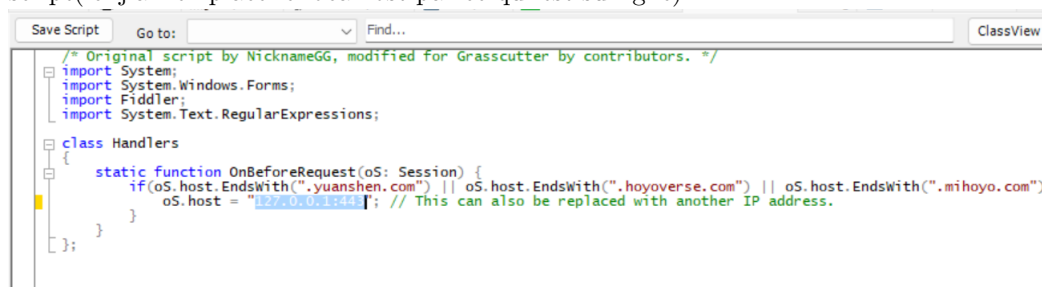 Save Script Go to: Find... ClassView
/* Original script by NicknameGG, modified for Grasscutter by contributors. */
import System;
import System.Windows.Forms;
import Fiddler;
import System.Text.RegularExpressions;
class Handlers
{
static function OnBeforeRequest(oS: Session) {
if(oS.host.EndsWith(".yuanshen.com") || oS.host.EndsWith(".hoyoverse.com") || oS.host.EndsWith(".mihoyo.com")
oS.host = "127.0.0.1:443"; // This can also be replaced with another IP address.
}
}
};